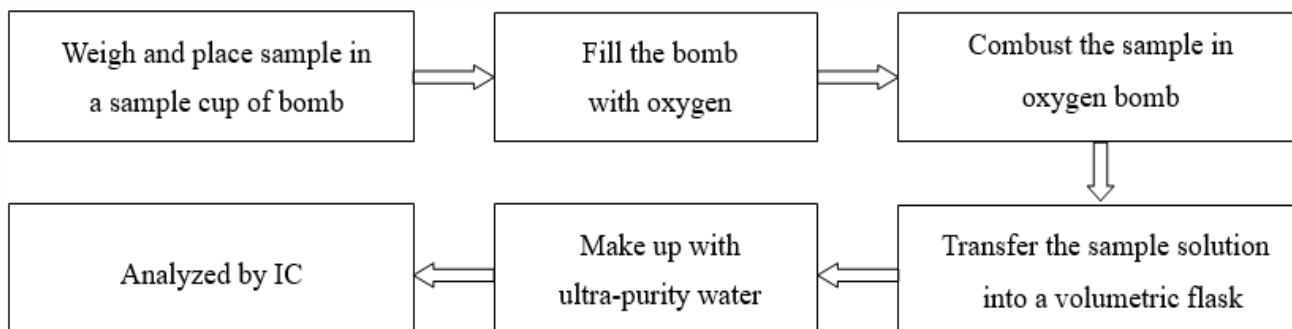 Weigh and place sample in
a sample cup of bomb
Fill the bomb
with oxygen
Combust the sample in
oxygen bomb
Transfer the sample solution
into a volumetric flask
Make up with
ultra-purity water
Analyzed by IC